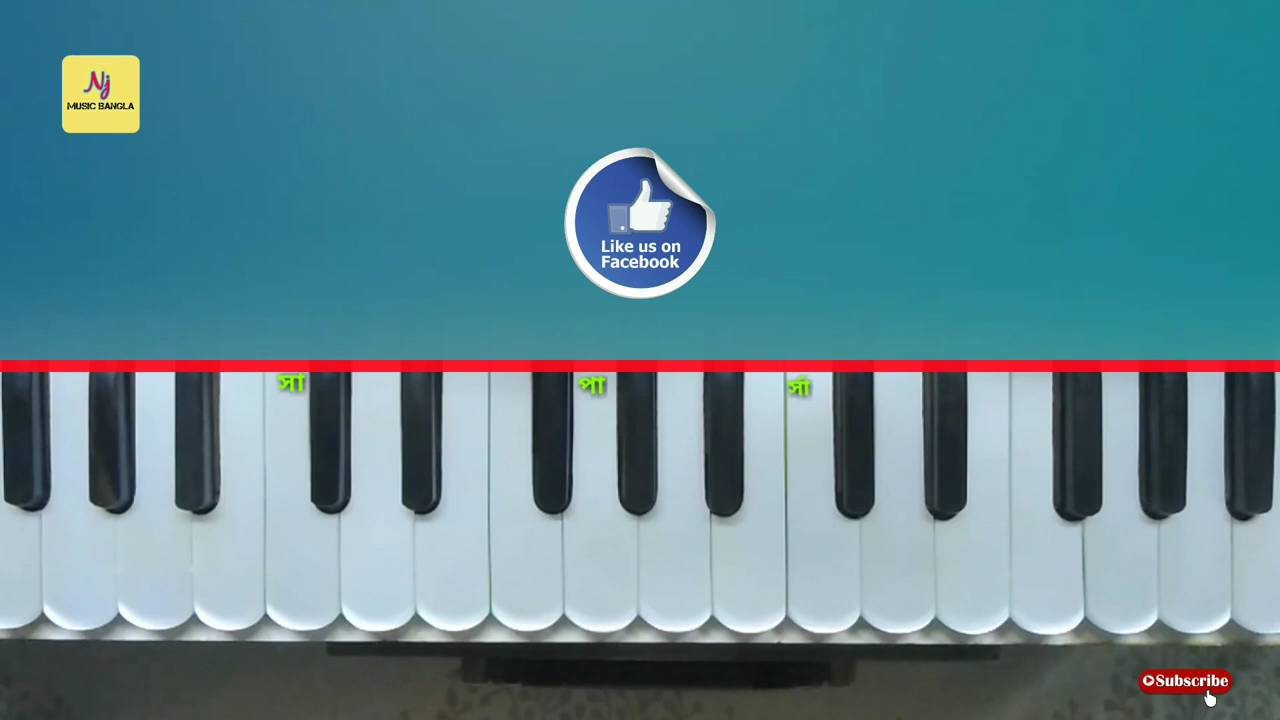 Nj
MUSIC BANGLA
Like us on
Facebook
সা
পা
র্সা
Subscribe